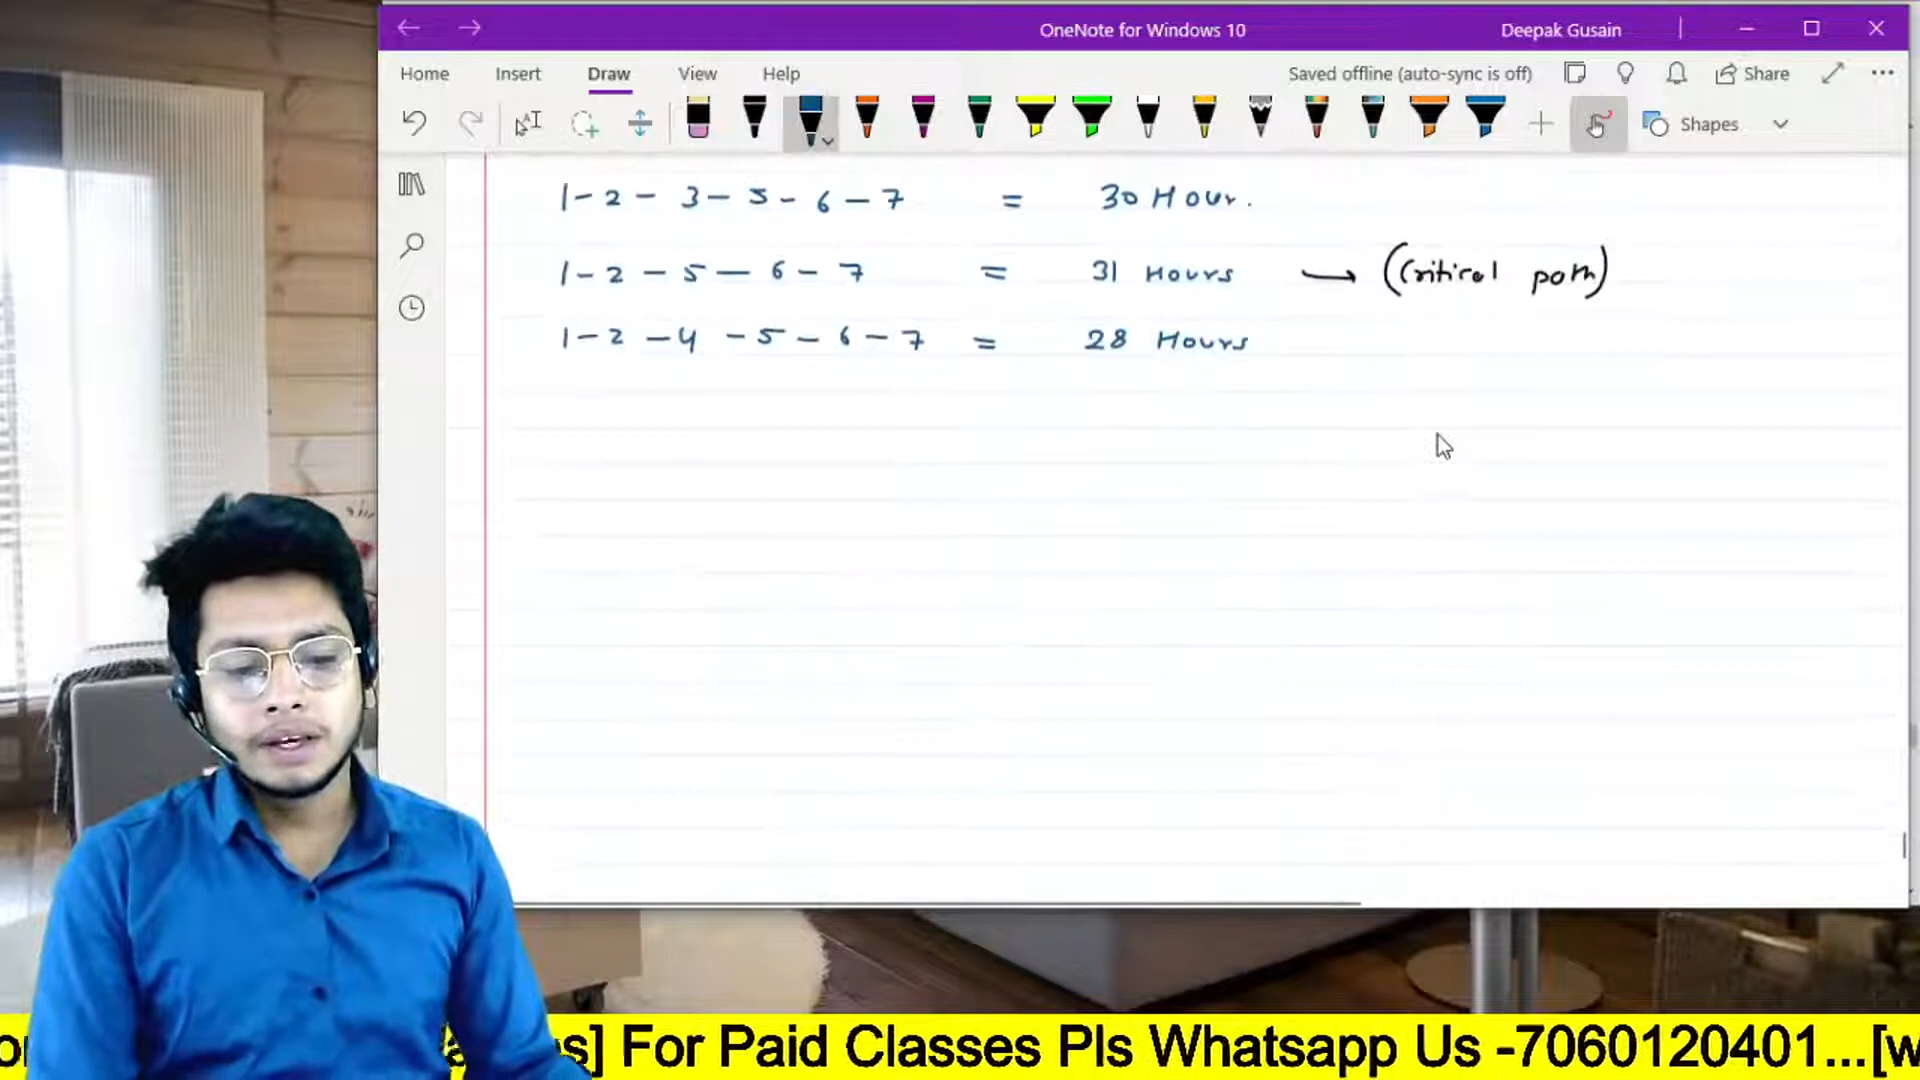 OneNote for Windows 10
Deepak Gusain
Home Insert Draw View Help
Saved offline (auto-sync is off)
Share
Shapes
1 - 2 - 3 - 5 - 6 - 7 = 30 Hour.
1 - 2 - 5 - 6 - 7 = 31 Hours → (Critical path)
1 - 2 - 4 - 5 - 6 - 7 = 28 Hours
s] For Paid Classes Pls Whatsapp Us -7060120401...[w